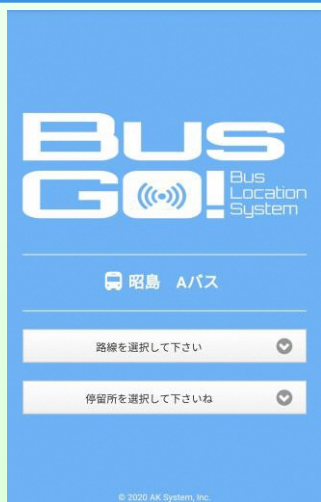 Bus
GO! Bus
Location
System
昭島 Aバス
路線を選択して下さい
停留所を選択して下さいね
© 2020 AK System, Inc.